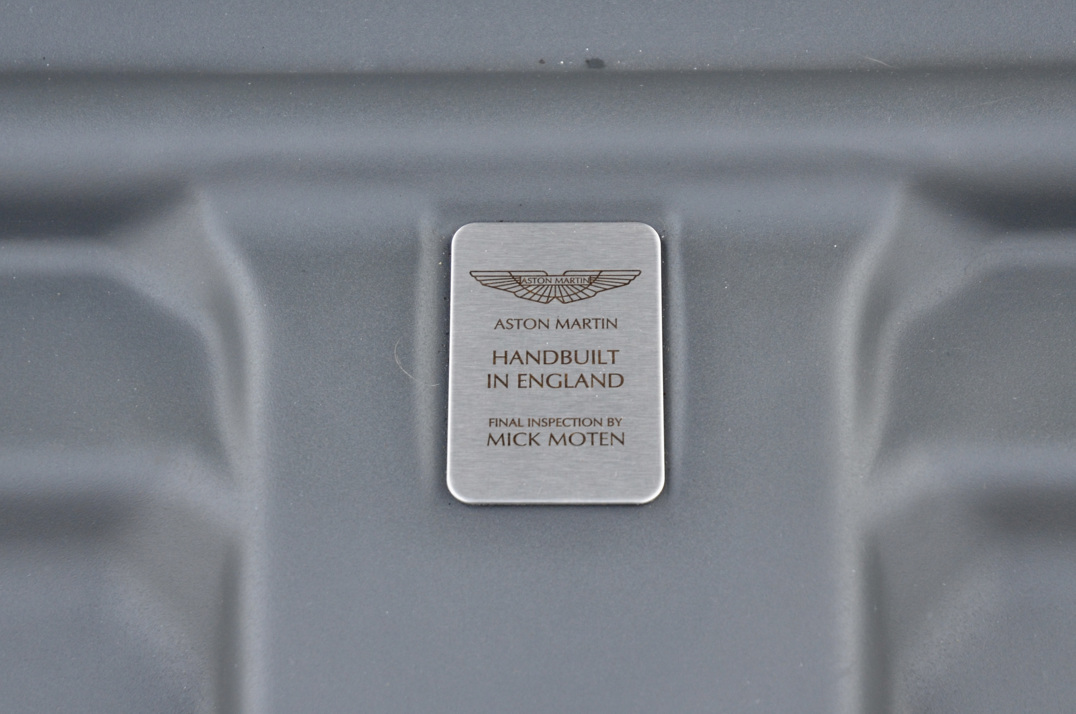 ASTON MARTIN
ASTON MARTIN
HANDBUILT
IN ENGLAND
FINAL INSPECTION BY
MICK MOTEN